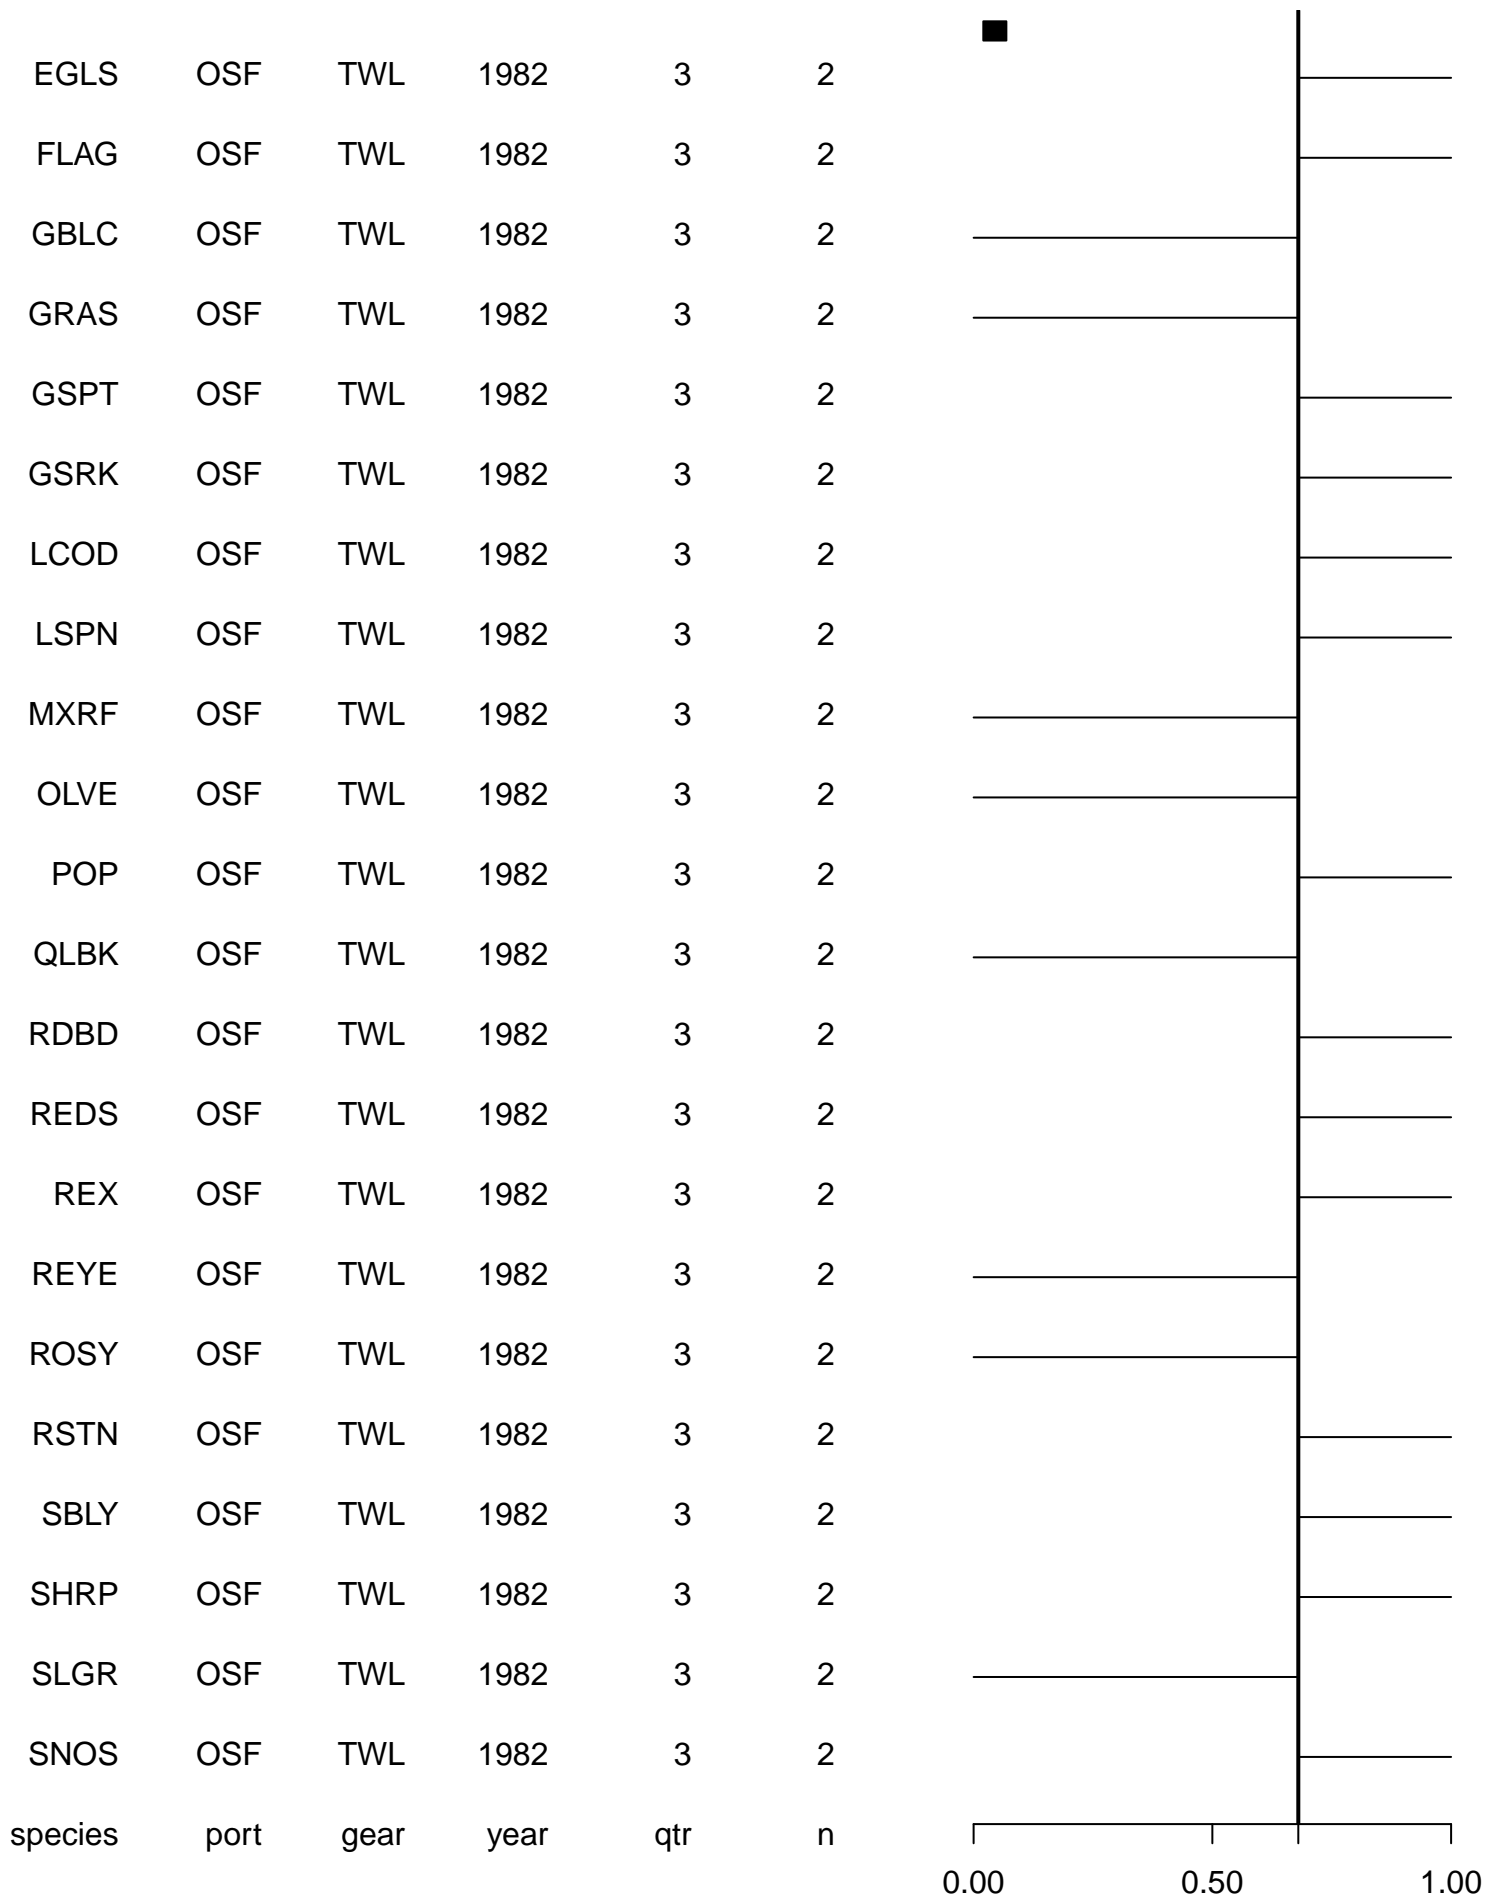 EGLS OSF TWL 1982 3 2
FLAG OSF TWL 1982 3 2
GBLC OSF TWL 1982 3 2
GRAS OSF TWL 1982 3 2
GSPT OSF TWL 1982 3 2
GSRK OSF TWL 1982 3 2
LCOD OSF TWL 1982 3 2
LSPN OSF TWL 1982 3 2
MXRF OSF TWL 1982 3 2
OLVE OSF TWL 1982 3 2
POP OSF TWL 1982 3 2
QLBK OSF TWL 1982 3 2
RDBD OSF TWL 1982 3 2
REDS OSF TWL 1982 3 2
REX OSF TWL 1982 3 2
REYE OSF TWL 1982 3 2
ROSY OSF TWL 1982 3 2
RSTN OSF TWL 1982 3 2
SBLY OSF TWL 1982 3 2
SHRP OSF TWL 1982 3 2
SLGR OSF TWL 1982 3 2
SNOS OSF TWL 1982 3 2
species port gear year qtr n
0.00 0.50 1.00